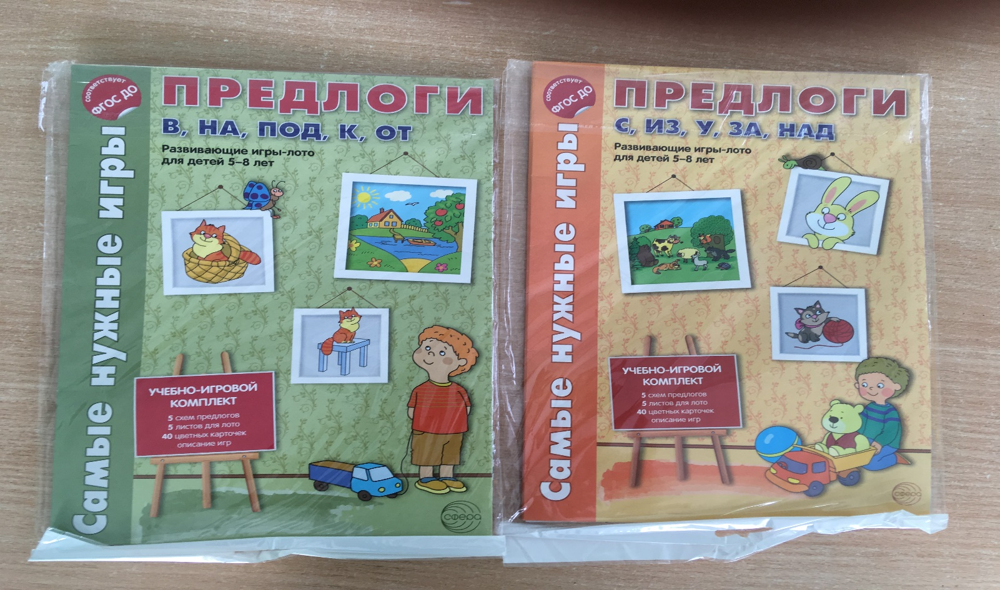 соответствует
ФГОС ДО
Самые нужные игры
ПРЕДЛОГИ
В, НА, ПОД, К, ОТ
Развивающие игры-лото
для детей 5–8 лет
УЧЕБНО-ИГРОВОЙ
КОМПЛЕКТ
5 схем предлогов
5 листов для лото
40 цветных карточек
описание игр
сфера
соответствует
ФГОС ДО
Самые нужные игры
ПРЕДЛОГИ
С, ИЗ, У, ЗА, НАД
Развивающие игры-лото
для детей 5–8 лет
УЧЕБНО-ИГРОВОЙ
КОМПЛЕКТ
5 схем предлогов
5 листов для лото
40 цветных карточек
описание игр
сфера